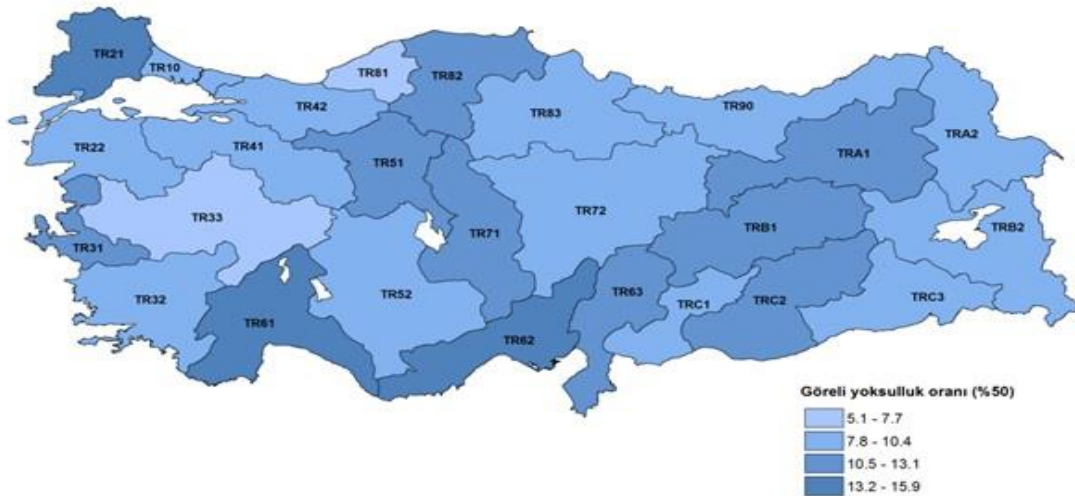 TR21
TR10
TR81
TR82
TR42
TR83
TR90
TR22
TR41
TR51
TRA1
TRA2
TR33
TR72
TR31
TR71
TRB1
TRB2
TR32
TR52
TR63
TRC1
TRC2
TRC3
TR61
TR62
Göreli yoksulluk oranı (%50)
5.1 - 7.7
7.8 - 10.4
10.5 - 13.1
13.2 - 15.9